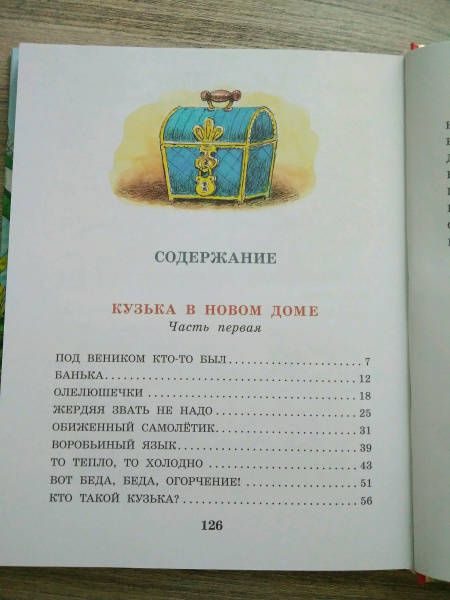 СОДЕРЖАНИЕ
КУЗЬКА В НОВОМ ДОМЕ
Часть первая
ПОД ВЕНИКОМ КТО-ТО БЫЛ 7
БАНЬКА 12
ОЛЕЛЮШЕЧКИ 18
ЖЕРДЯЯ ЗВАТЬ НЕ НАДО 25
ОБИЖЕННЫЙ САМОЛЁТИК 31
ВОРОБЬИНЫЙ ЯЗЫК 39
ТО ТЕПЛО, ТО ХОЛОДНО 43
ВОТ БЕДА, БЕДА, ОГОРЧЕНИЕ! 51
КТО ТАКОЙ КУЗЬКА? 56
126